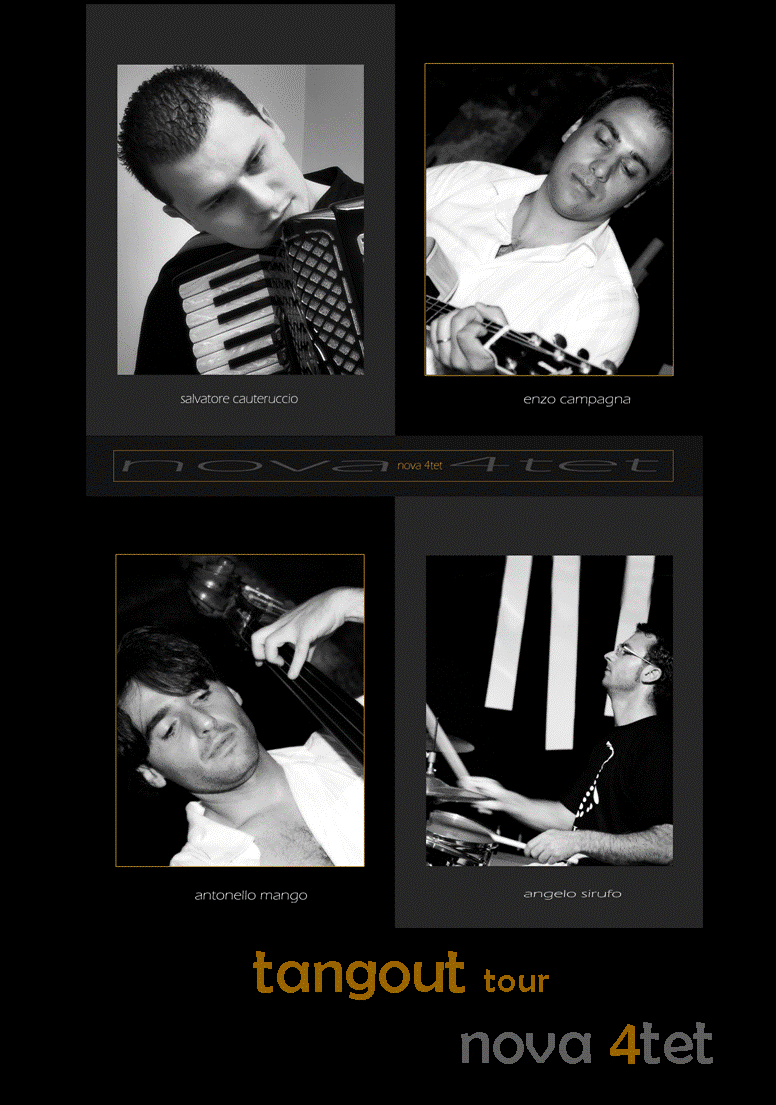 salvatore cauteruccio
enzo campagna
nova 4tet
nova 4tet
antonello mango
angelo sirufo
tangout tour
nova 4tet